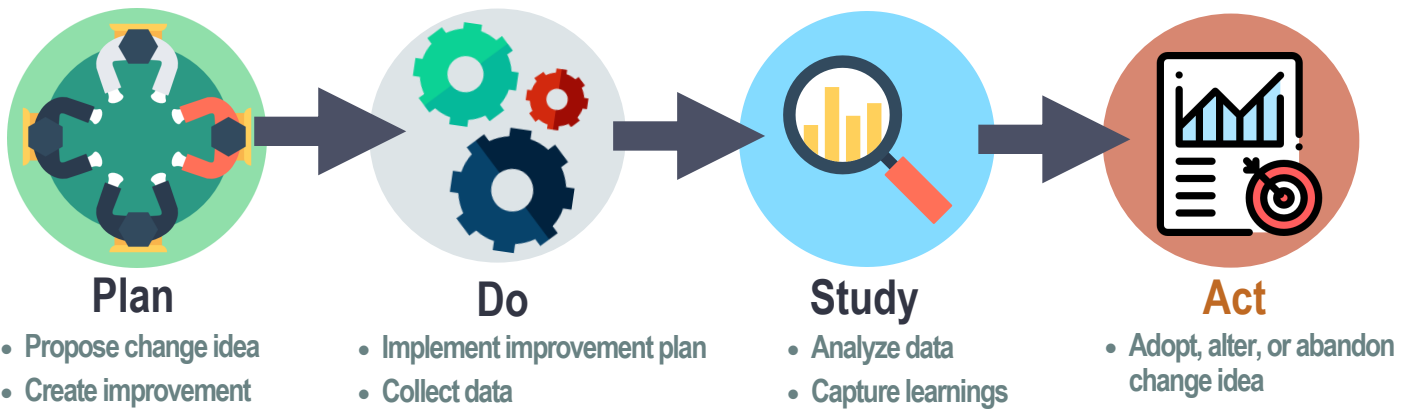 Plan
• Propose change idea
• Create improvement
Do
• Implement improvement plan
• Collect data
Study
• Analyze data
• Capture learnings
Act
• Adopt, alter, or abandon
change idea